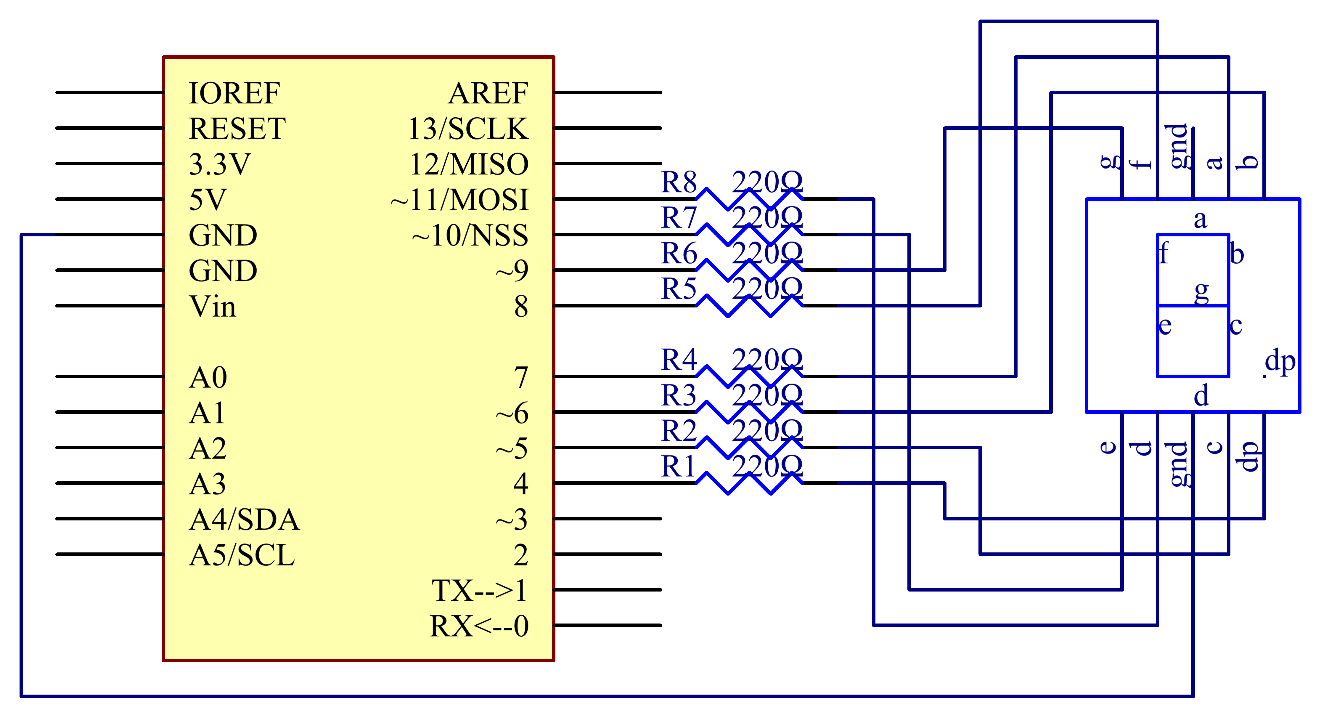 IOREF
RESET
3.3V
5V
GND
GND
Vin
A0
A1
A2
A3
A4/SDA
A5/SCL
AREF
13/SCLK
12/MISO
~11/MOSI
~10/NSS
~9
8
7
~6
~5
4
~3
2
TX-->1
RX<--0
R8 220Ω
R7 220Ω
R6 220Ω
R5 220Ω
R4 220Ω
R3 220Ω
R2 220Ω
R1 220Ω
g f gnd a b
a
f b
g
e c
dp
d
e d gnd c dp